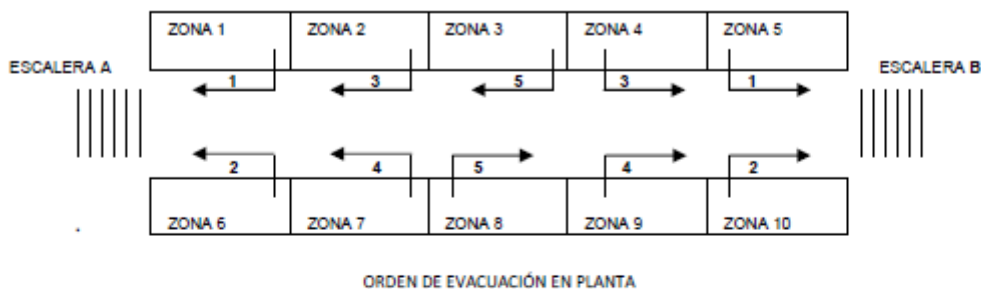 ZONA 1 ZONA 2 ZONA 3 ZONA 4 ZONA 5
ESCALERA A ESCALERA B
1 3 5 3 1
2 4 5 4 2
ZONA 6 ZONA 7 ZONA 8 ZONA 9 ZONA 10
ORDEN DE EVACUACIÓN EN PLANTA